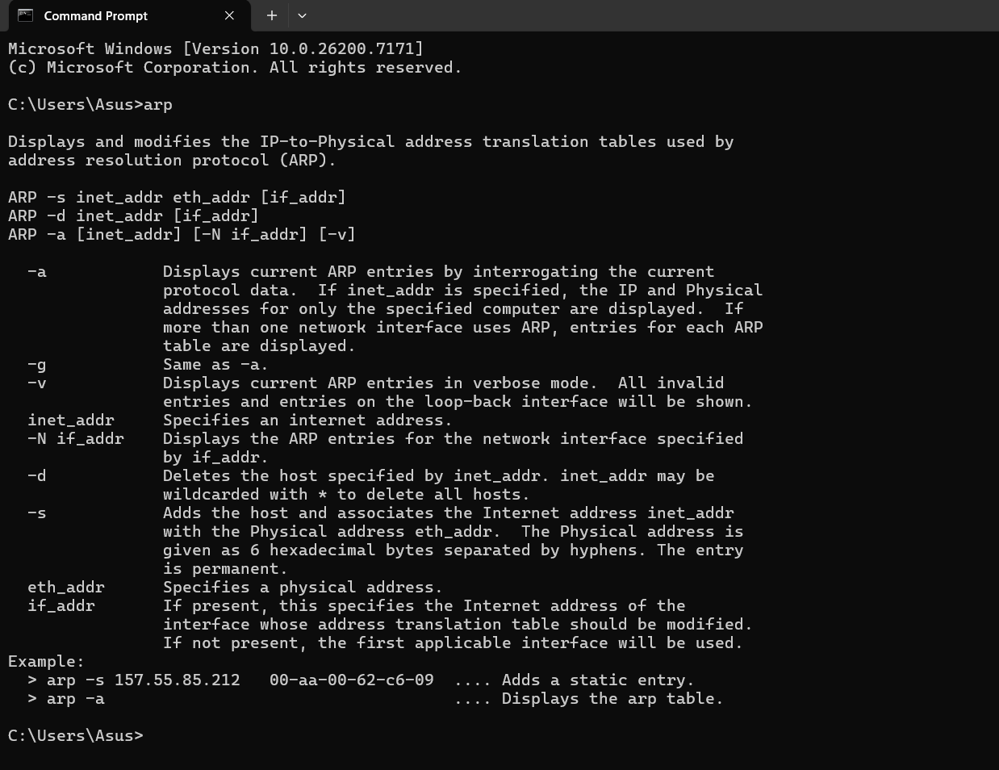 Command Prompt
Microsoft Windows [Version 10.0.26200.7171]
(c) Microsoft Corporation. All rights reserved.

C:\Users\Asus>arp

Displays and modifies the IP-to-Physical address translation tables used by
address resolution protocol (ARP).

ARP -s inet_addr eth_addr [if_addr]
ARP -d inet_addr [if_addr]
ARP -a [inet_addr] [-N if_addr] [-v]

  -a            Displays current ARP entries by interrogating the current
                protocol data.  If inet_addr is specified, the IP and Physical
                addresses for only the specified computer are displayed.  If
                more than one network interface uses ARP, entries for each ARP
                table are displayed.
  -g            Same as -a.
  -v            Displays current ARP entries in verbose mode.  All invalid
                entries and entries on the loop-back interface will be shown.
  inet_addr     Specifies an internet address.
  -N if_addr    Displays the ARP entries for the network interface specified
                by if_addr.
  -d            Deletes the host specified by inet_addr. inet_addr may be
                wildcarded with * to delete all hosts.
  -s            Adds the host and associates the Internet address inet_addr
                with the Physical address eth_addr.  The Physical address is
                given as 6 hexadecimal bytes separated by hyphens. The entry
                is permanent.
  eth_addr      Specifies a physical address.
  if_addr       If present, this specifies the Internet address of the
                interface whose address translation table should be modified.
                If not present, the first applicable interface will be used.
Example:
  > arp -s 157.55.85.212   00-aa-00-62-c6-09  .... Adds a static entry.
  > arp -a                                    .... Displays the arp table.

C:\Users\Asus>